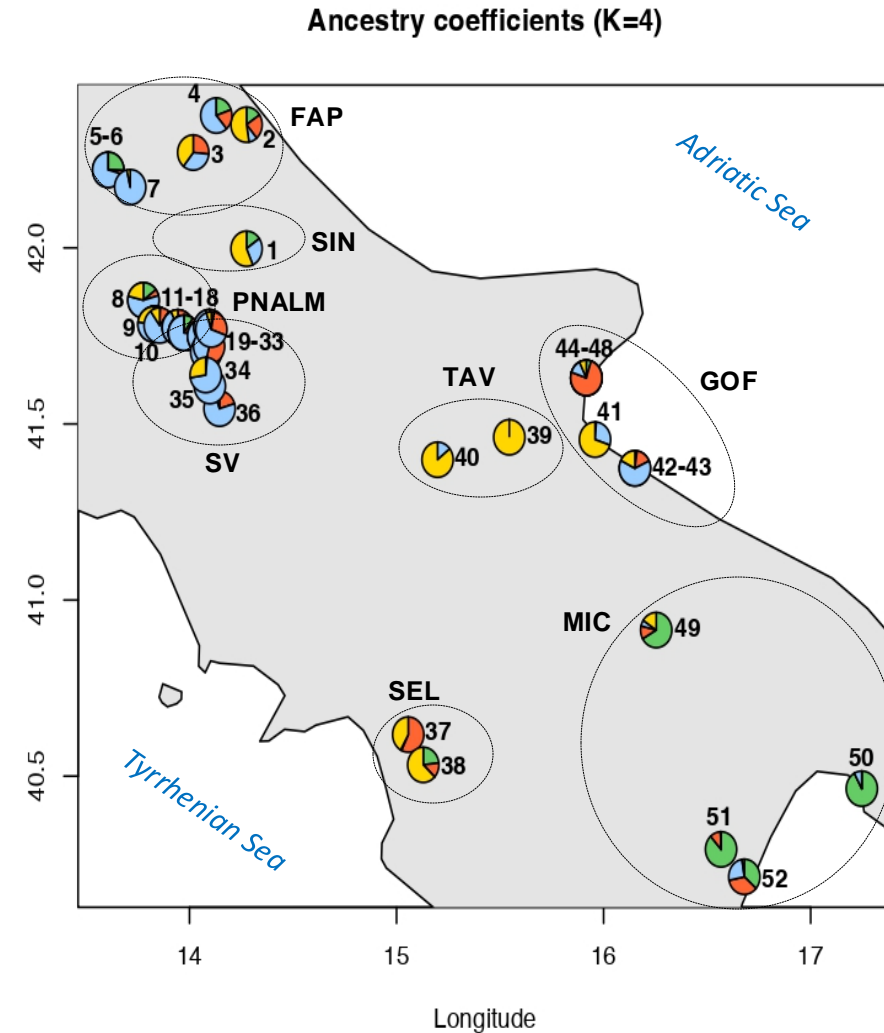 Ancestry coefficients (K=4)
4
FAP
2
5-6
3
7
Adriatic Sea
42.0
SIN
1
8
11-18
PNALM
9
10
19-33
34
35
36
SV
44-48
TAV
GOF
41
39
40
42-43
41.5
41.0
MIC
49
SEL
37
38
40.5
Tyrrhenian Sea
50
51
52
14
15
16
17
Longitude